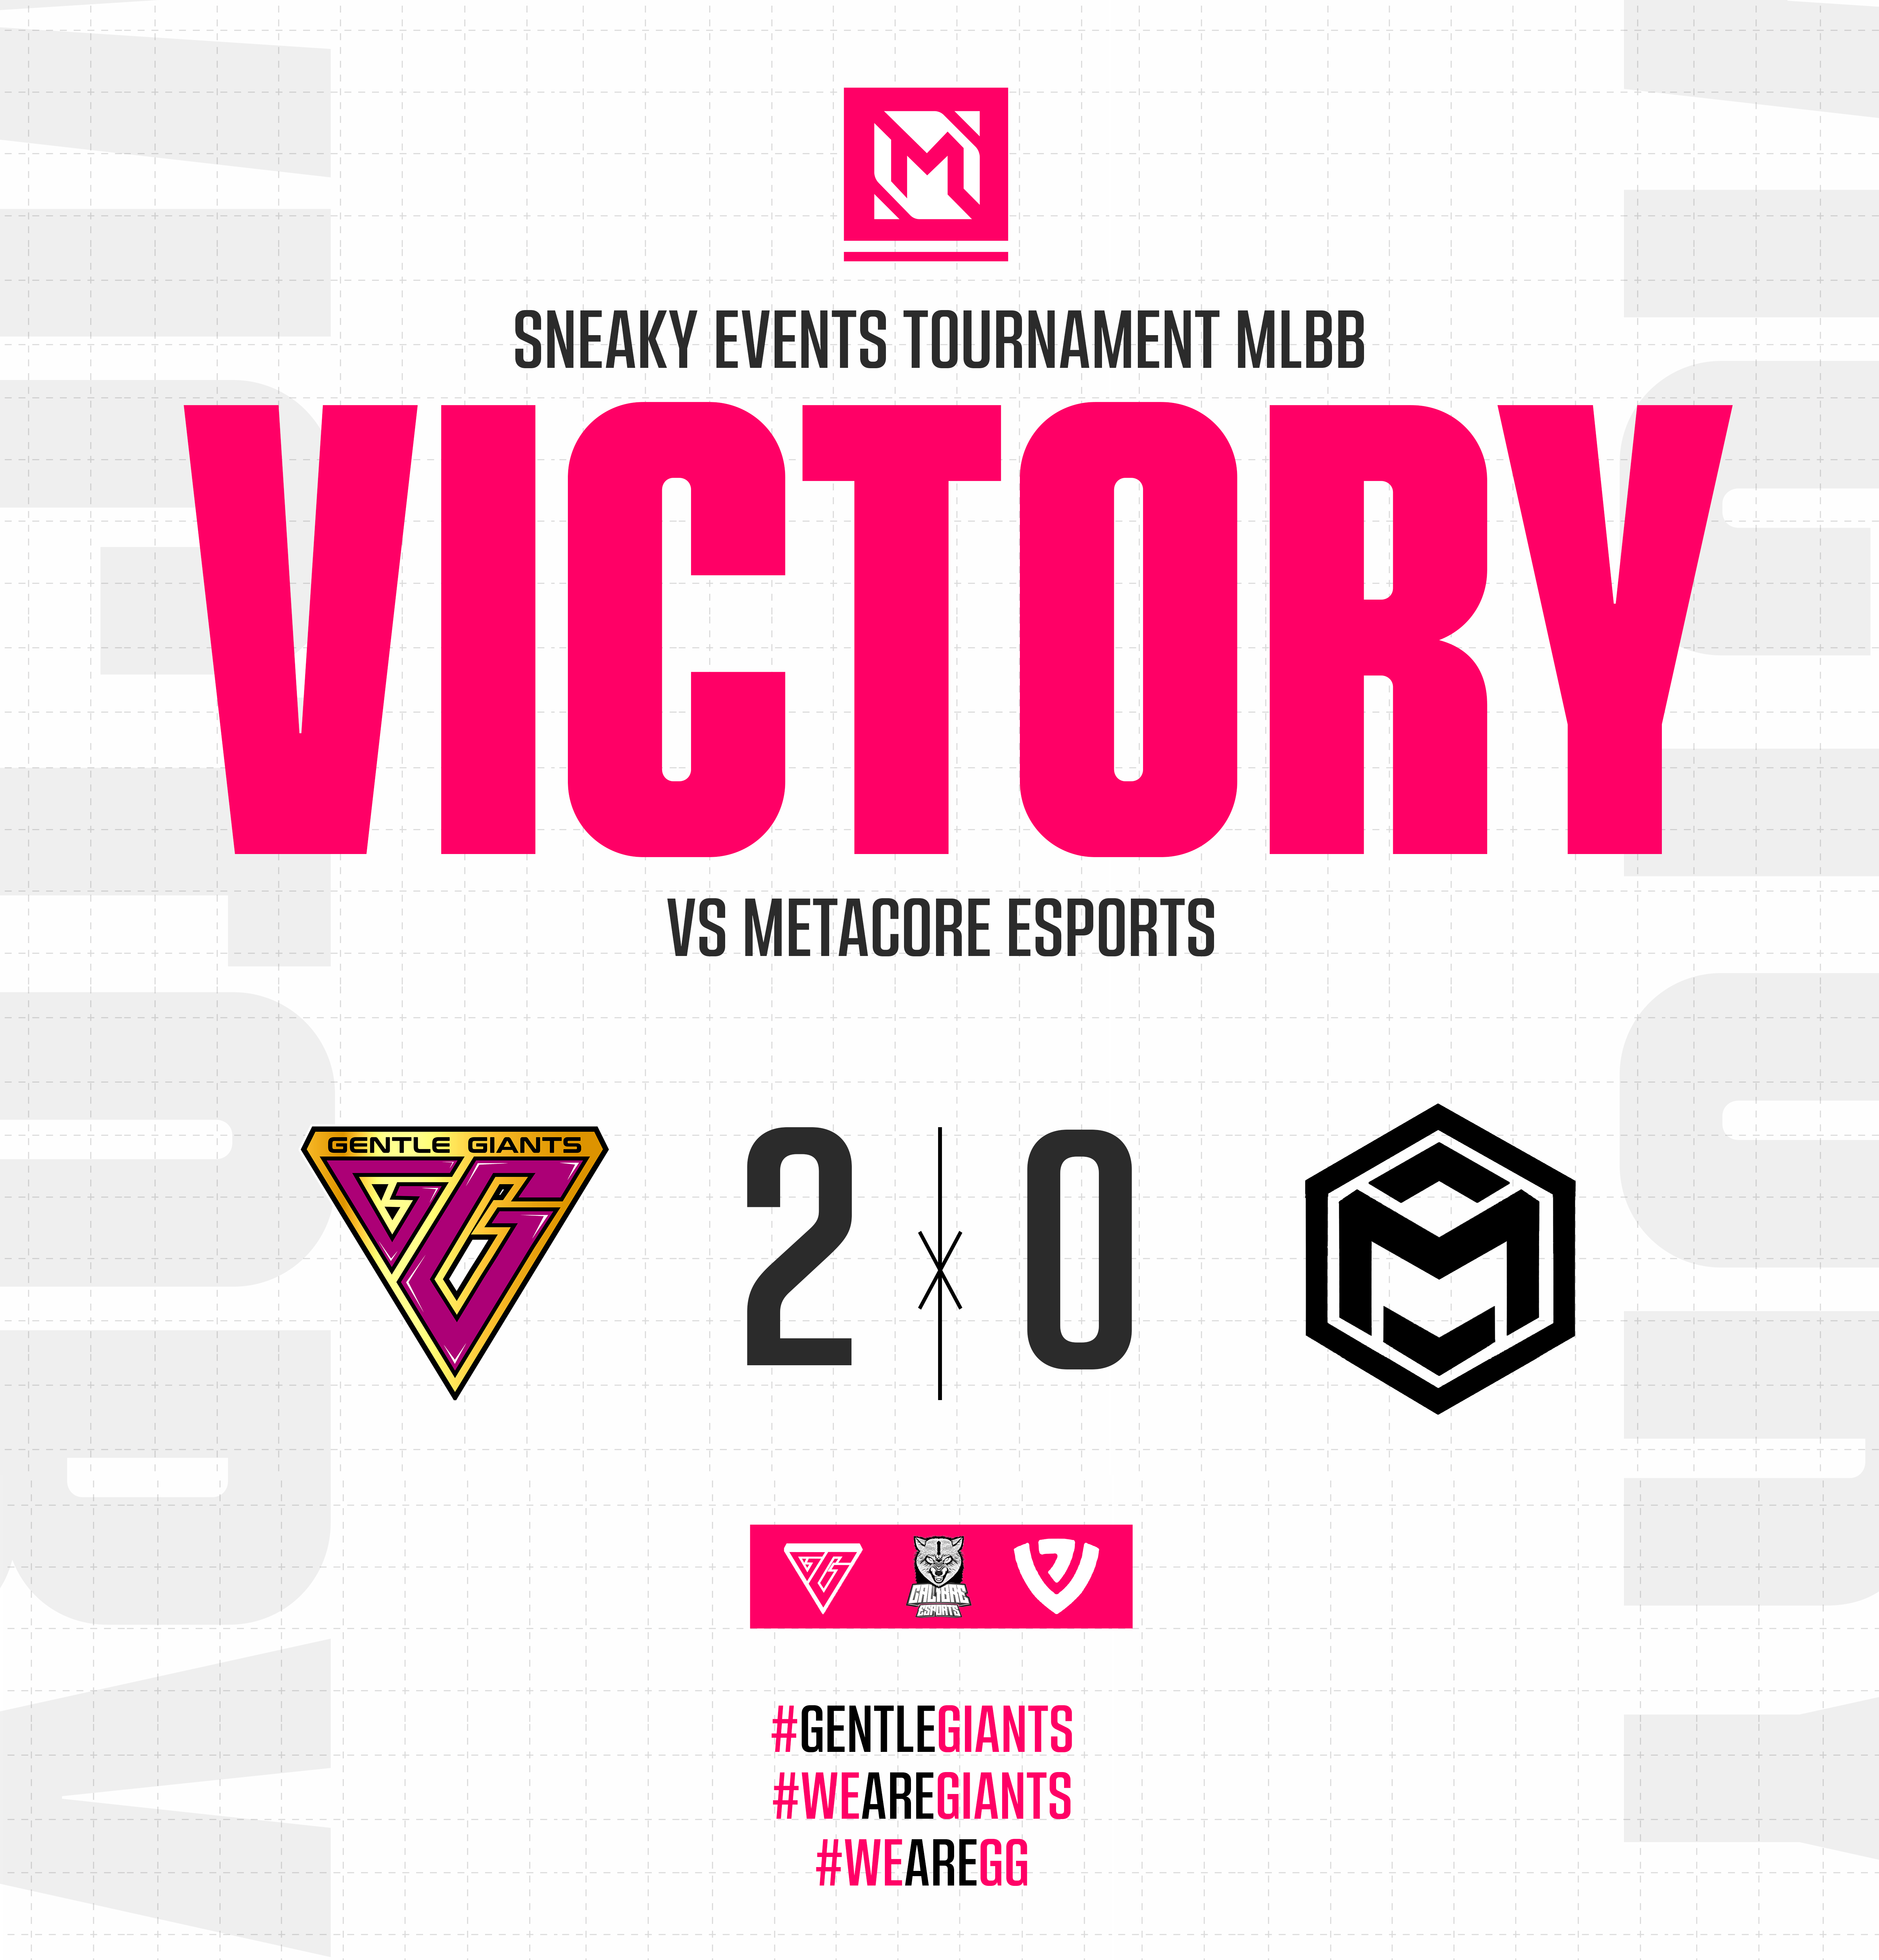 SNEAKY EVENTS TOURNAMENT MLBB
VICTORY
VS METACORE ESPORTS
GENTLE GIANTS
2 0
CALIBRE
ESPORTS
#GENTLEGIANTS
#WEAREGIANTS
#WEAREGG